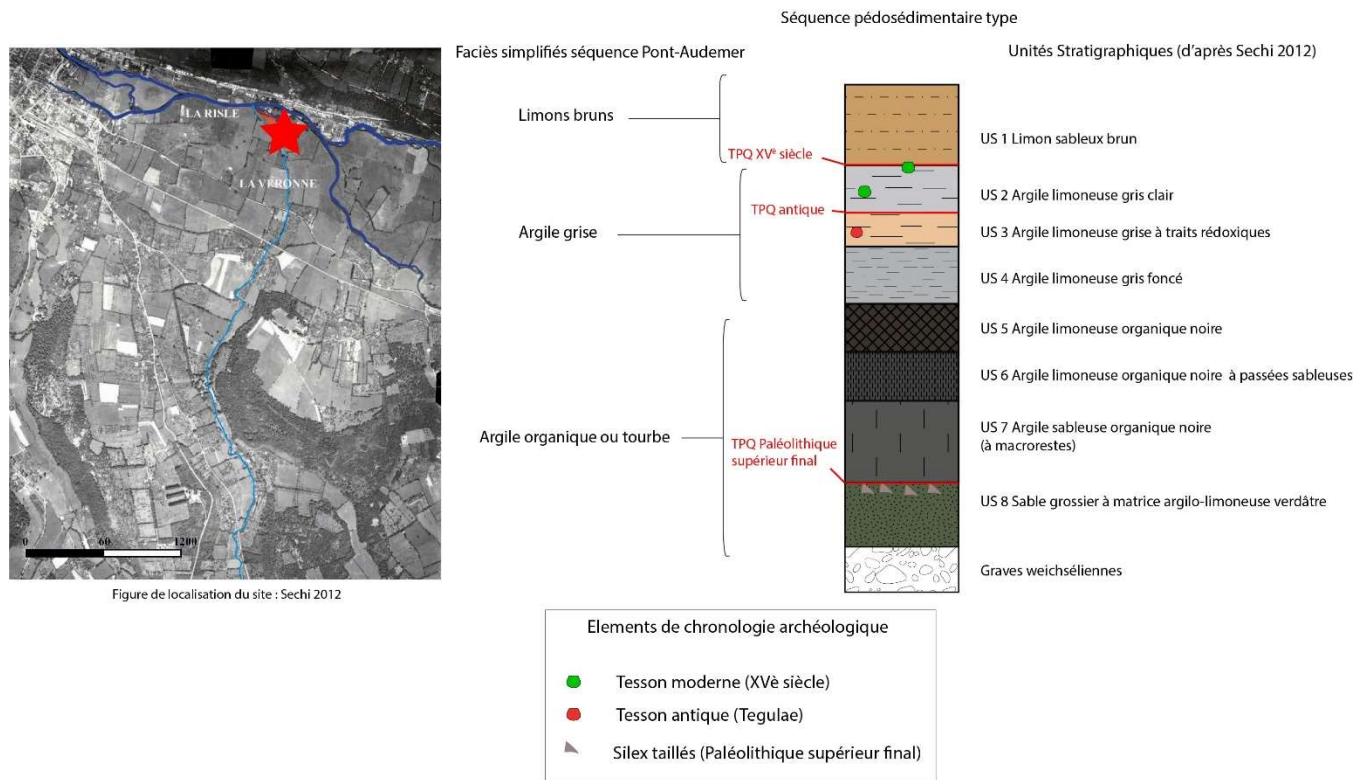 Séquence pédosédimentaire type
Faciès simplifiés séquence Pont-Audemer
Unités Stratigraphiques (d'après Sechi 2012)
LA RISLE
LA VERONNE
0 60 1200
Figure de localisation du site : Sechi 2012
Limons bruns
TPQ XVe siècle
Argile grise
TPQ antique
Argile organique ou tourbe
TPQ Paléolithique
supérieur final
US 1 Limon sableux brun
US 2 Argile limoneuse gris clair
US 3 Argile limoneuse grise à traits rédoxiques
US 4 Argile limoneuse gris foncé
US 5 Argile limoneuse organique noire
US 6 Argile limoneuse organique noire à passées sableuses
US 7 Argile sableuse organique noire
(à macrorestes)
US 8 Sable grossier à matrice argilo-limoneuse verdâtre
Graves weichséliennes
Elements de chronologie archéologique
Tesson moderne (XVè siècle)
Tesson antique (Tegulae)
Silex taillés (Paléolithique supérieur final)